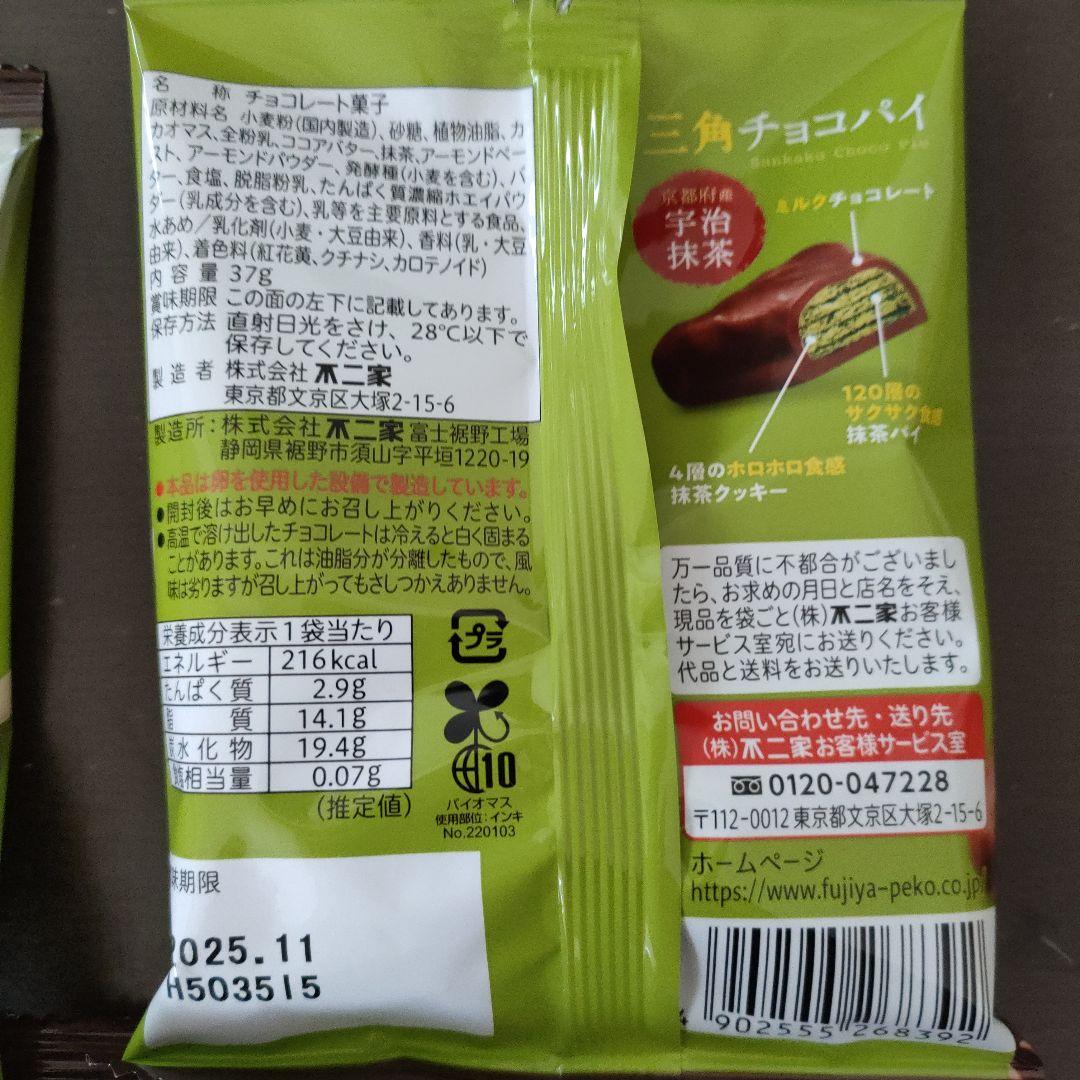 名 称 チョコレート菓子
原材料名 小麦粉(国内製造)、砂糖、植物油脂、カ
カオマス、全粉乳、ココアバター、抹茶、アーモンドペー
スト、アーモンドパウダー、発酵種(小麦を含む)、バ
ター、食塩、脱脂粉乳、たんぱく質濃縮ホエイパウ
ダー(乳成分を含む)、乳等を主要原料とする食品、
水あめ／乳化剤(小麦・大豆由来)、香料(乳・大豆
由来)、着色料(紅花黄、クチナシ、カロテノイド)
内容量 37g
賞味期限 この面の左下に記載してあります。
保存方法 直射日光をさけ、28℃以下で
保存してください。
製造者 株式会社 不二家
東京都文京区大塚2-15-6
製造所：株式会社 不二家 富士裾野工場
静岡県裾野市須山字平垣1220-19
●本品は卵を使用した設備で製造しています。
●開封後はお早めにお召し上がりください。
●高温で溶け出したチョコレートは冷えると白く固まる
ことがあります。これは油脂分が分離したもので、風
味は劣りますが召し上がってもさしつかえありません。
栄養成分表示1袋当たり
エネルギー 216kcal
たんぱく質 2.9g
脂質 14.1g
炭水化物 19.4g
食塩相当量 0.07g
(推定値)
プラ
10
バイオマス
使用部位：インキ
No.220103
味期限
2025.11
H503515
三角チョコパイ
Sankaku Choco Pie
京都府産
宇治
抹茶
ミルクチョコレート
120層の
サクサク食感
抹茶パイ
4層のホロホロ食感
抹茶クッキー
万一品質に不都合がございまし
たら、お求めの月日と店名をそえ、
現品を袋ごと(株)不二家お客様
サービス室宛にお送りください。
代品と送料をお送りいたします。
お問い合わせ先・送り先
(株)不二家お客様サービス室
0120-047228
〒112-0012 東京都文京区大塚2-15-6
ホームページ
https://www.fujiya-peko.co.jp/
4 902555 268392